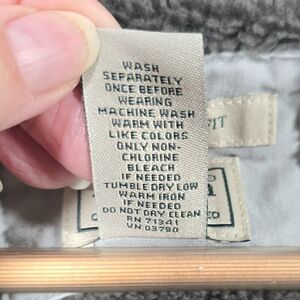 WASH
SEPARATELY
ONCE BEFORE
WEARING
MACHINE WASH
WARM WITH
LIKE COLORS
ONLY NON-
CHLORINE
BLEACH
IF NEEDED
TUMBLE DRY LOW
WARM IRON
IF NEEDED
DO NOT DRY CLEAN
RN 71341
VN 03790